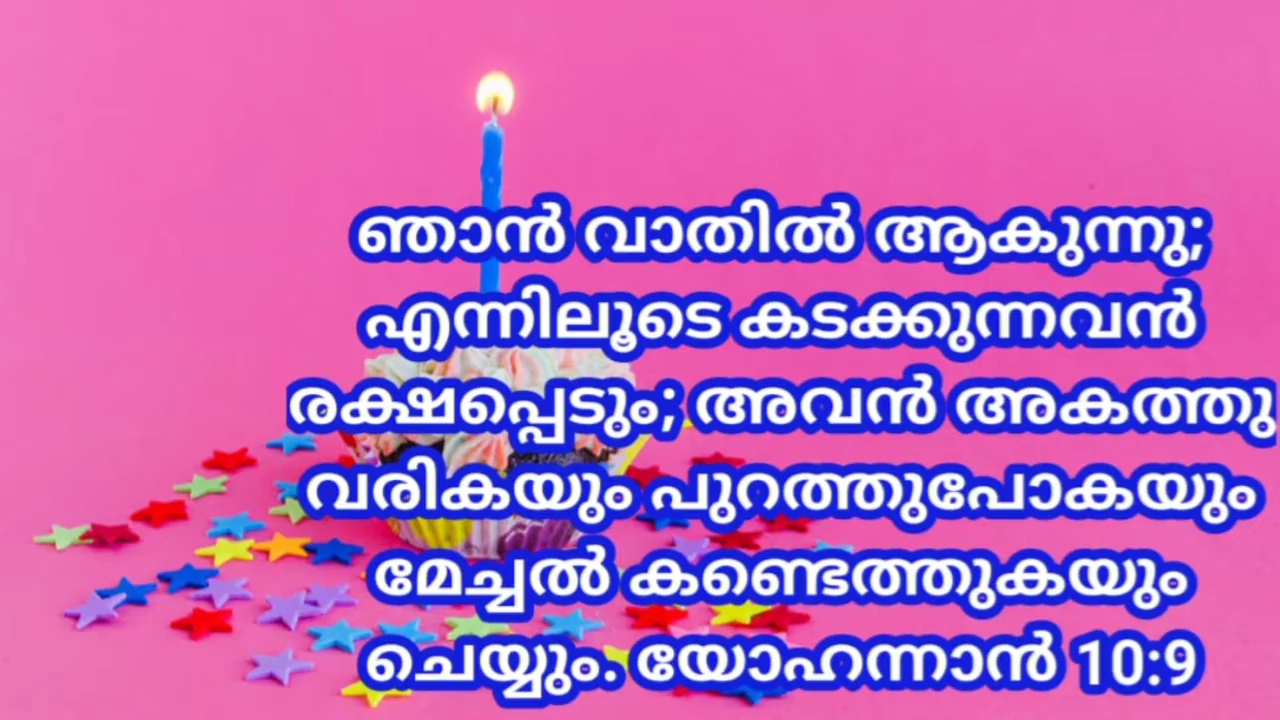 ഞാൻ വാതിൽ ആകുന്നു;
എന്നിലൂടെ കടക്കുന്നവൻ
രക്ഷപ്പെടും; അവൻ അകത്തു
വരികയും പുറത്തുപോകയും
മേച്ചൽ കണ്ടെത്തുകയും
ചെയ്യും. യോഹന്നാൻ 10:9